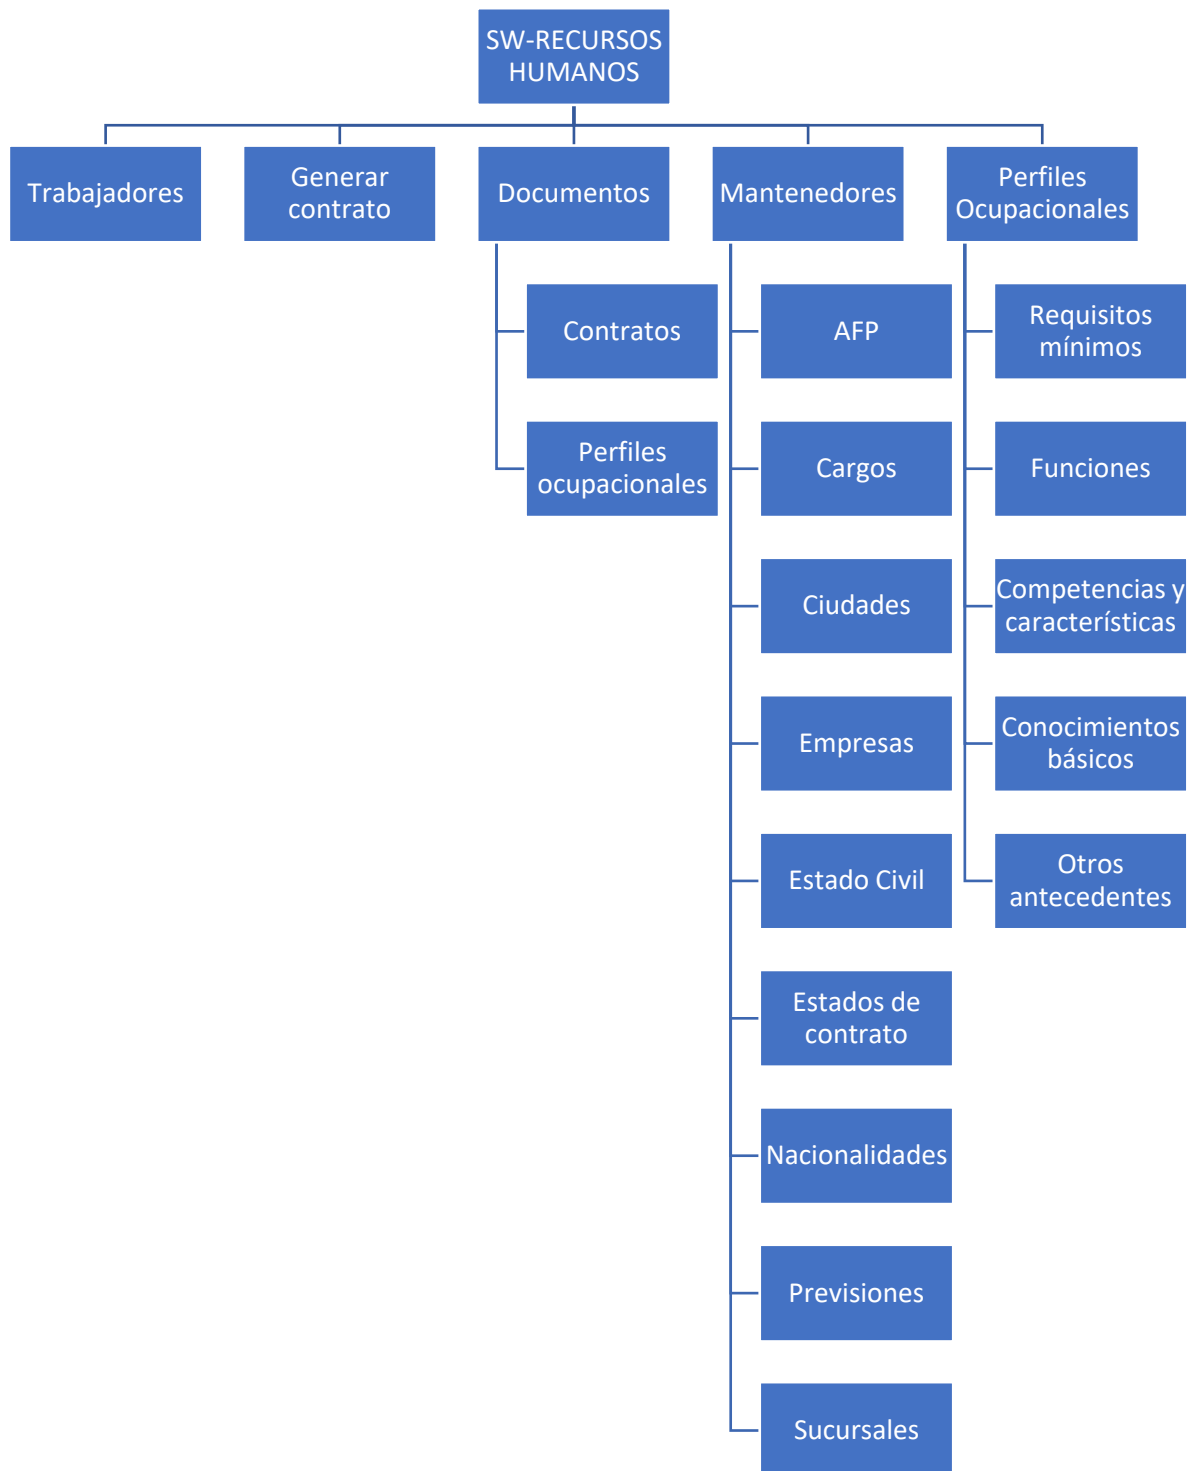 SW-RECURSOS
HUMANOS
Trabajadores
Generar
contrato
Documentos
Mantenedores
Perfiles
Ocupacionales
Contratos
Perfiles
ocupacionales
AFP
Cargos
Ciudades
Empresas
Estado Civil
Estados de
contrato
Nacionalidades
Previsiones
Sucursales
Requisitos
mínimos
Funciones
Competencias y
características
Conocimientos
básicos
Otros
antecedentes